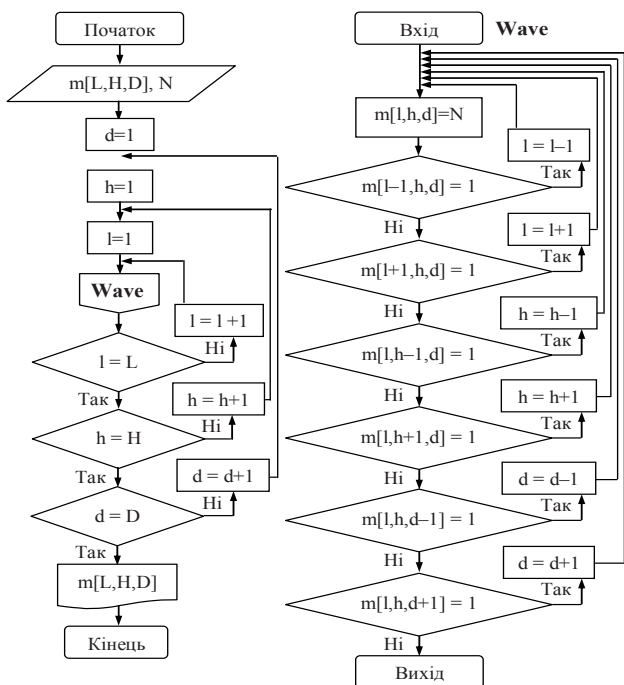 Початок
m[L,H,D], N
d=1
h=1
l=1
Wave
l = l +1
Ні
l = L
Так
h = h+1
Ні
h = H
Так
d = d+1
Ні
d = D
Так
m[L,H,D]
Кінець
Вхід
Wave
m[l,h,d]=N
l = l–1
Так
m[l–1,h,d] = 1
Ні
l = l+1
Так
m[l+1,h,d] = 1
Ні
h = h–1
Так
m[l,h–1,d] = 1
Ні
h = h+1
Так
m[l,h+1,d] = 1
Ні
d = d–1
Так
m[l,h,d–1] = 1
Ні
d = d+1
Так
m[l,h,d+1] = 1
Ні
Вихід